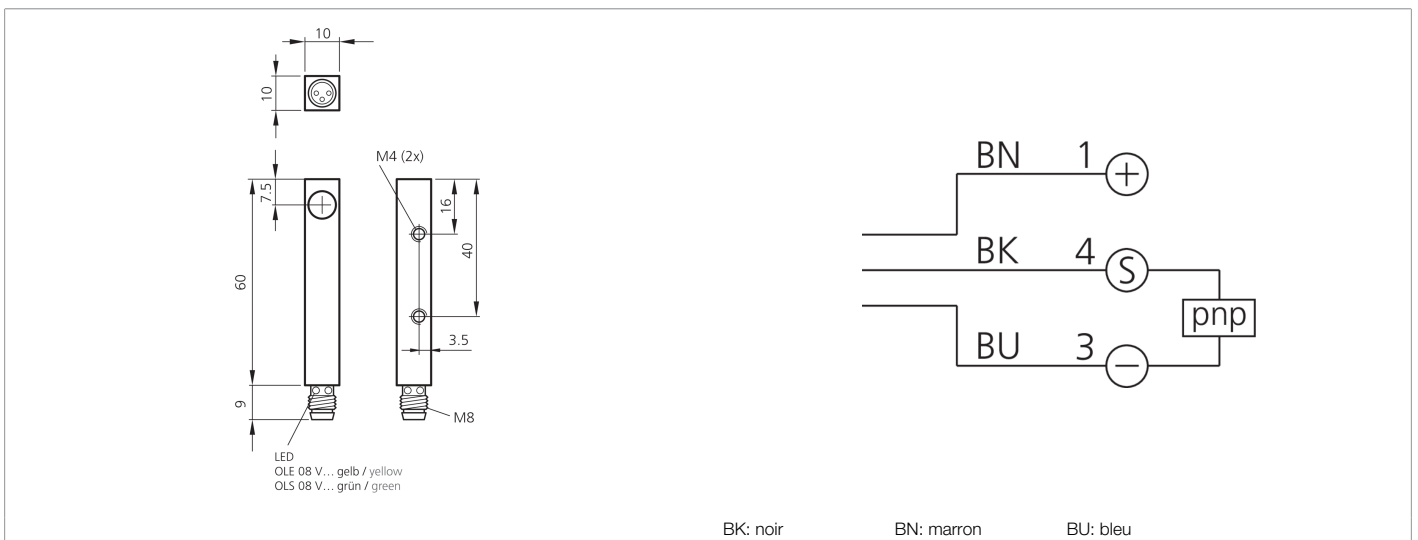 10
10
M4 (2x)
7.5
16
40
60
3.5
9
M8
LED
OLE 08 V... gelb / yellow
OLS 08 V... grün / green
BN 1 +
BK 4 S
pnp
BU 3 −
BK: noir BN: marron BU: bleu